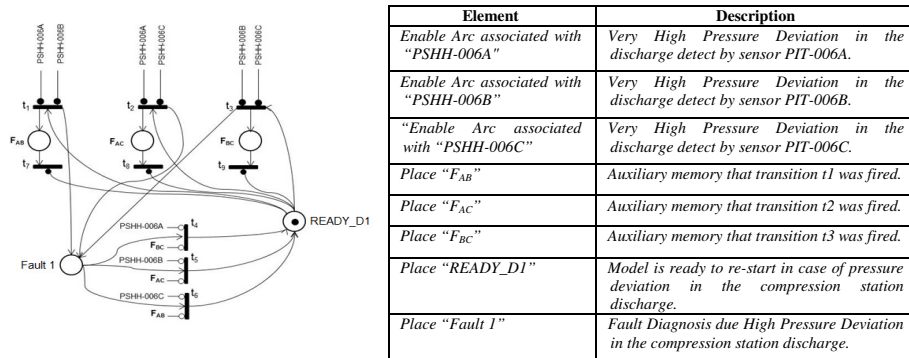 PSHH-006A
PSHH-006B
PSHH-006A
PSHH-006C
PSHH-006B
PSHH-006C
t1
t2
t3
FAB
FAC
FBC
t7
t8
t9
READY_D1
PSHH-006A
t4
FBC
Fault 1
PSHH-006B
t5
FAC
PSHH-006C
t6
FAB
Element Description
Enable Arc associated with Very High Pressure Deviation in the
“PSHH-006A" discharge detect by sensor PIT-006A.
Enable Arc associated with Very High Pressure Deviation in the
“PSHH-006B” discharge detect by sensor PIT-006B.
“Enable Arc associated Very High Pressure Deviation in the
with “PSHH-006C” discharge detect by sensor PIT-006C.
Place “FAB” Auxiliary memory that transition t1 was fired.
Place “FAC” Auxiliary memory that transition t2 was fired.
Place “FBC” Auxiliary memory that transition t3 was fired.
Place “READY_D1” Model is ready to re-start in case of pressure
deviation in the compression station
discharge.
Place “Fault 1” Fault Diagnosis due High Pressure Deviation
in the compression station discharge.